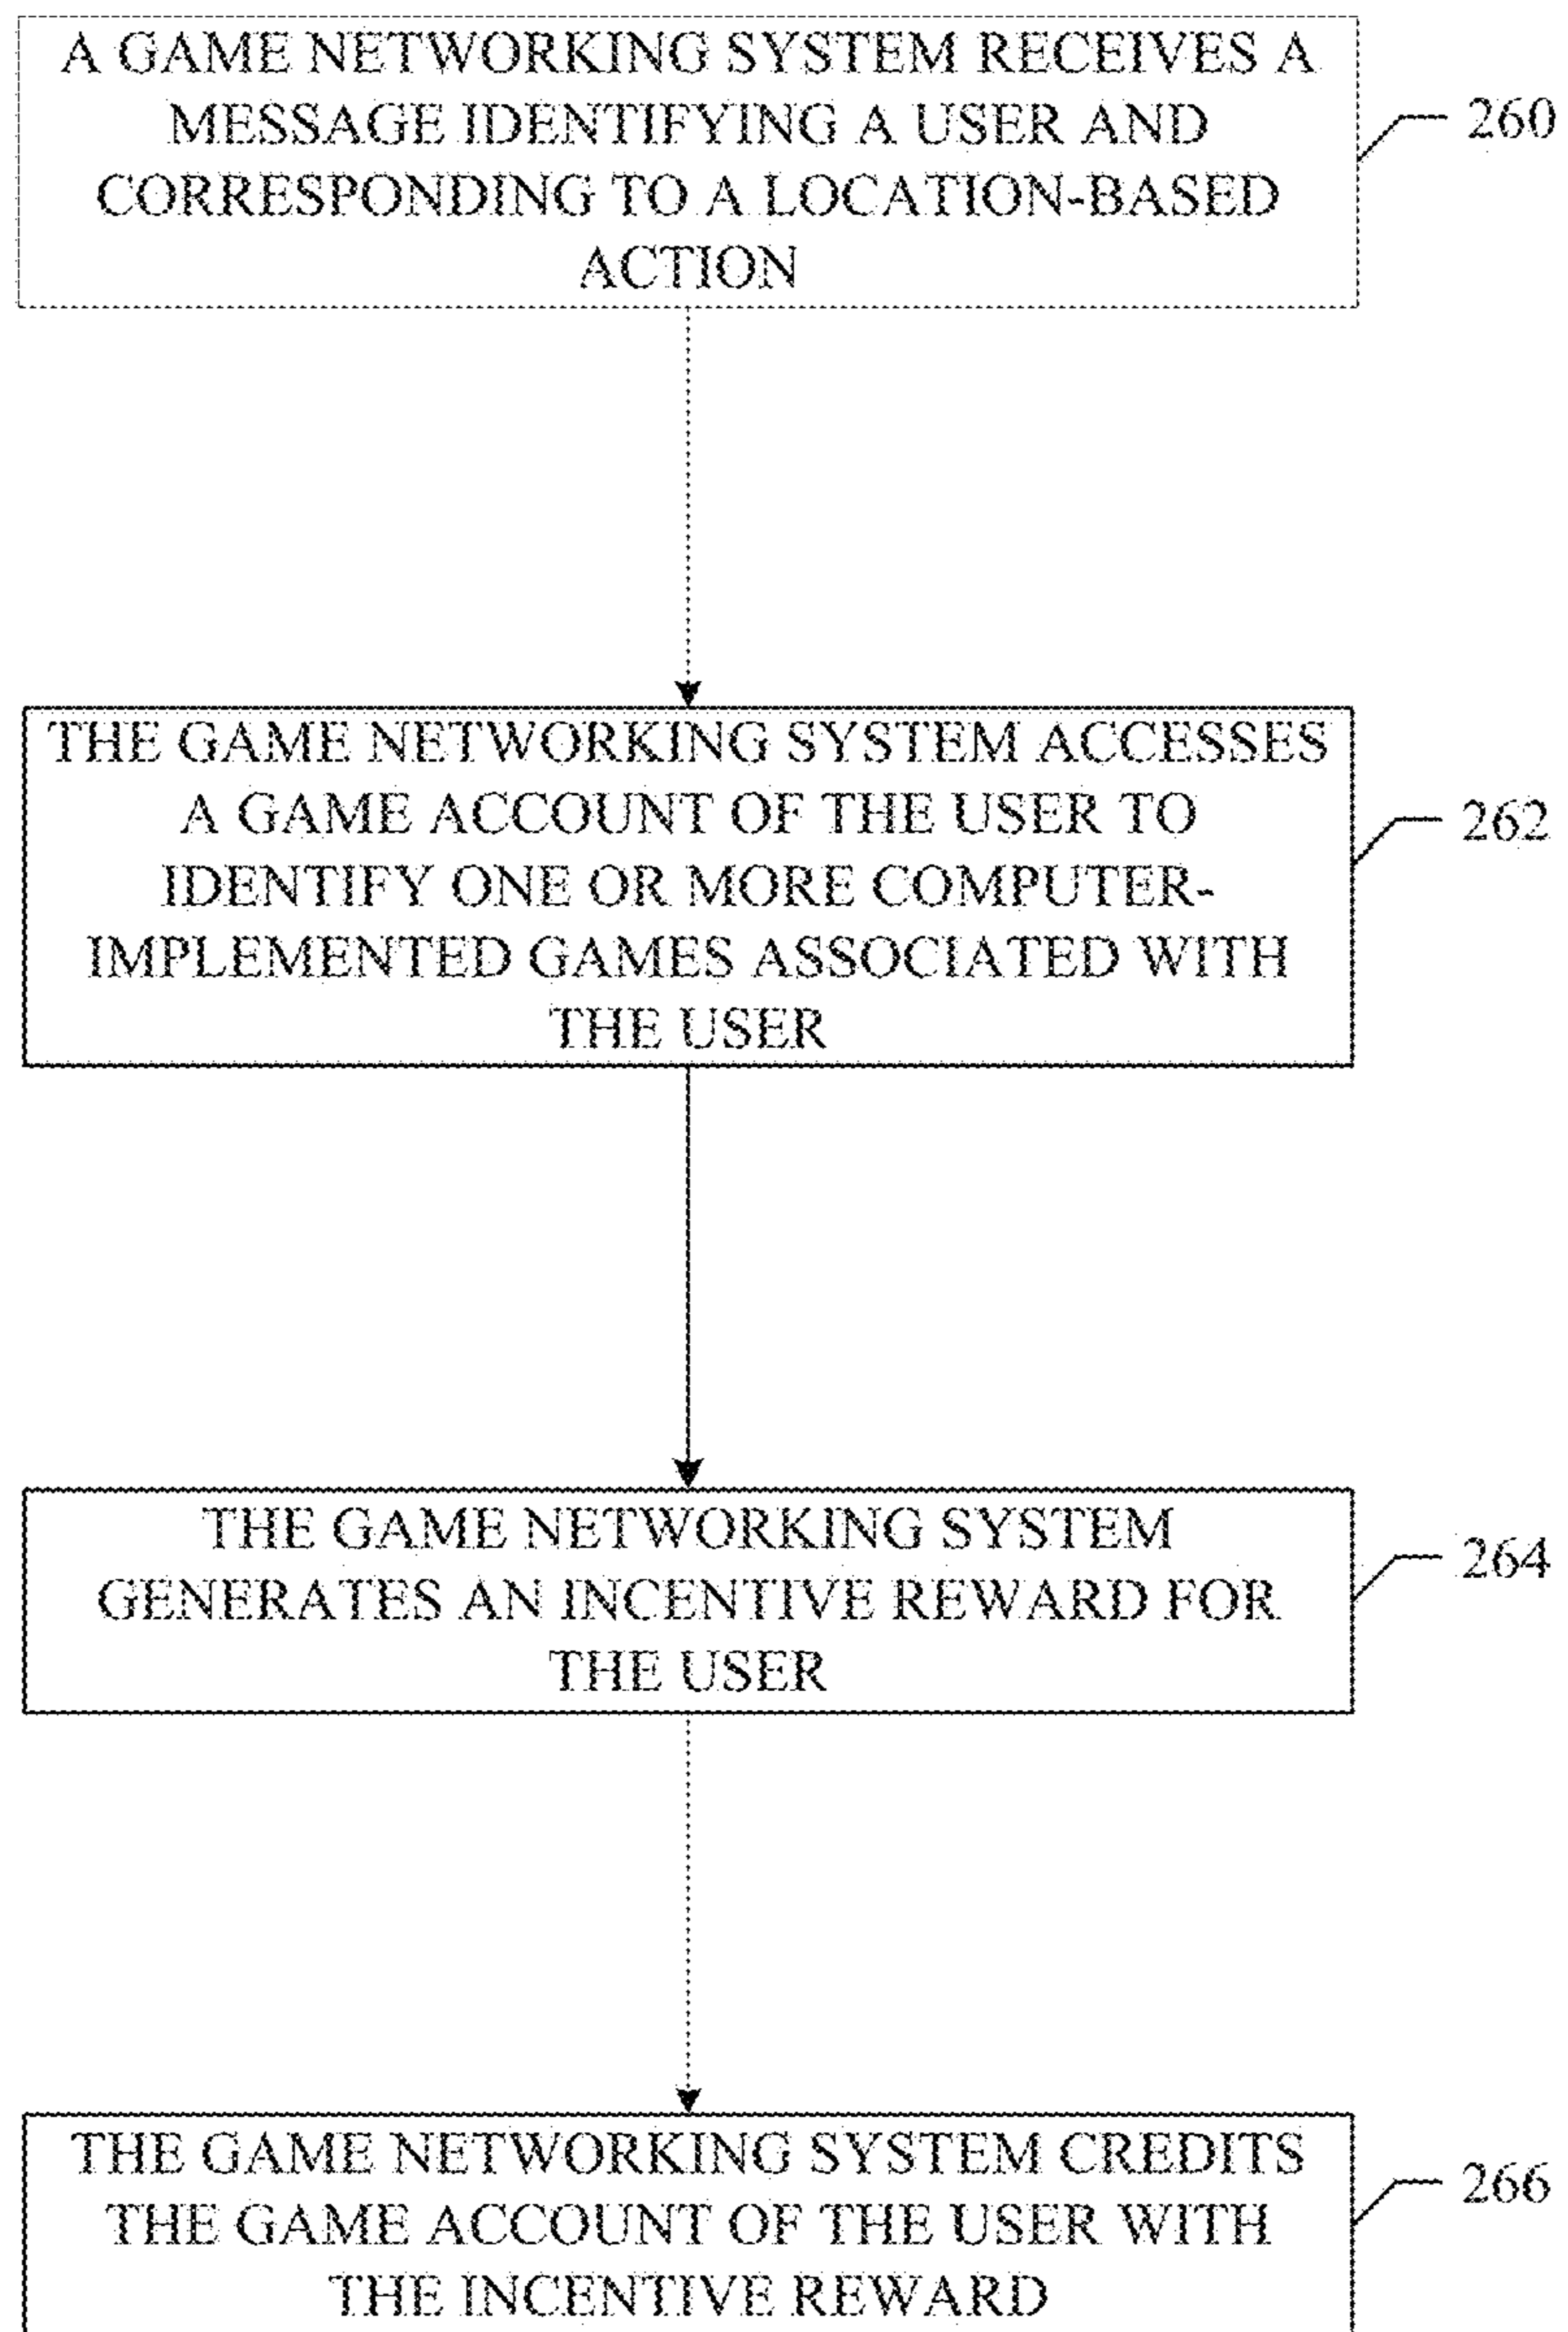 A GAME NETWORKING SYSTEM RECEIVES A
MESSAGE IDENTIFYING A USER AND
CORRESPONDING TO A LOCATION-BASED
ACTION
260
THE GAME NETWORKING SYSTEM ACCESSES
A GAME ACCOUNT OF THE USER TO
IDENTIFY ONE OR MORE COMPUTER-
IMPLEMENTED GAMES ASSOCIATED WITH
THE USER
262
THE GAME NETWORKING SYSTEM
GENERATES AN INCENTIVE REWARD FOR
THE USER
264
THE GAME NETWORKING SYSTEM CREDITS
THE GAME ACCOUNT OF THE USER WITH
THE INCENTIVE REWARD
266